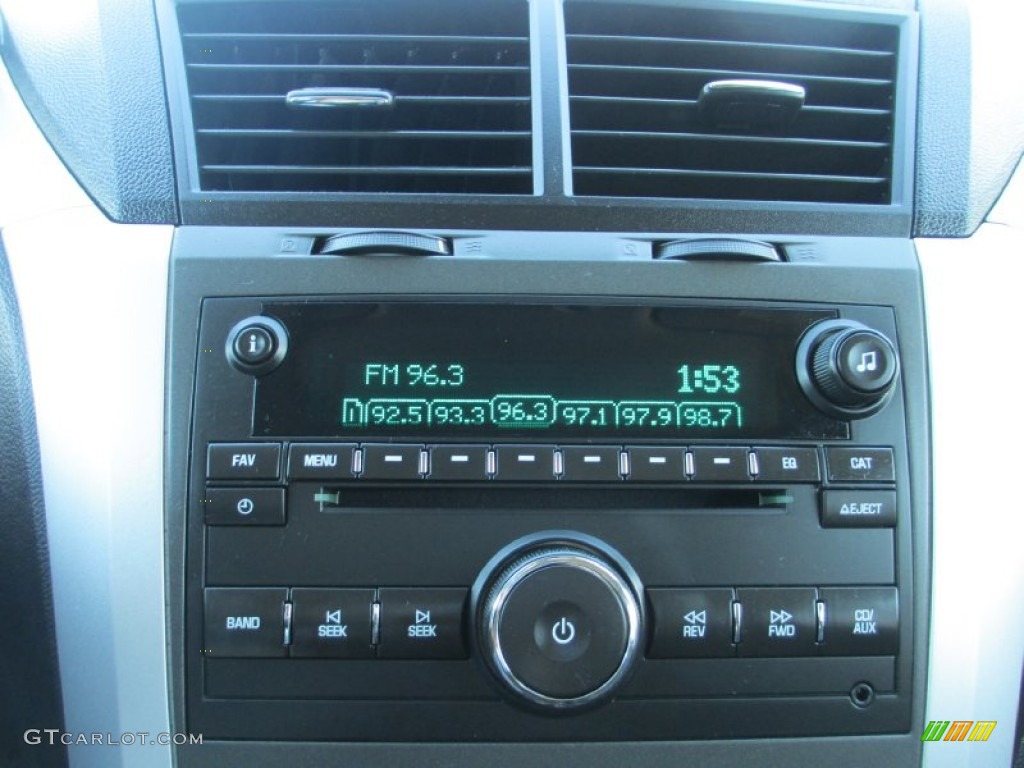 i
FM 96.3 1:53
92.5 93.3 96.3 97.1 97.9 98.7
FAV MENU EQ CAT
EJECT
BAND SEEK SEEK REV FWD CD/
AUX
GTCARLOT.COM